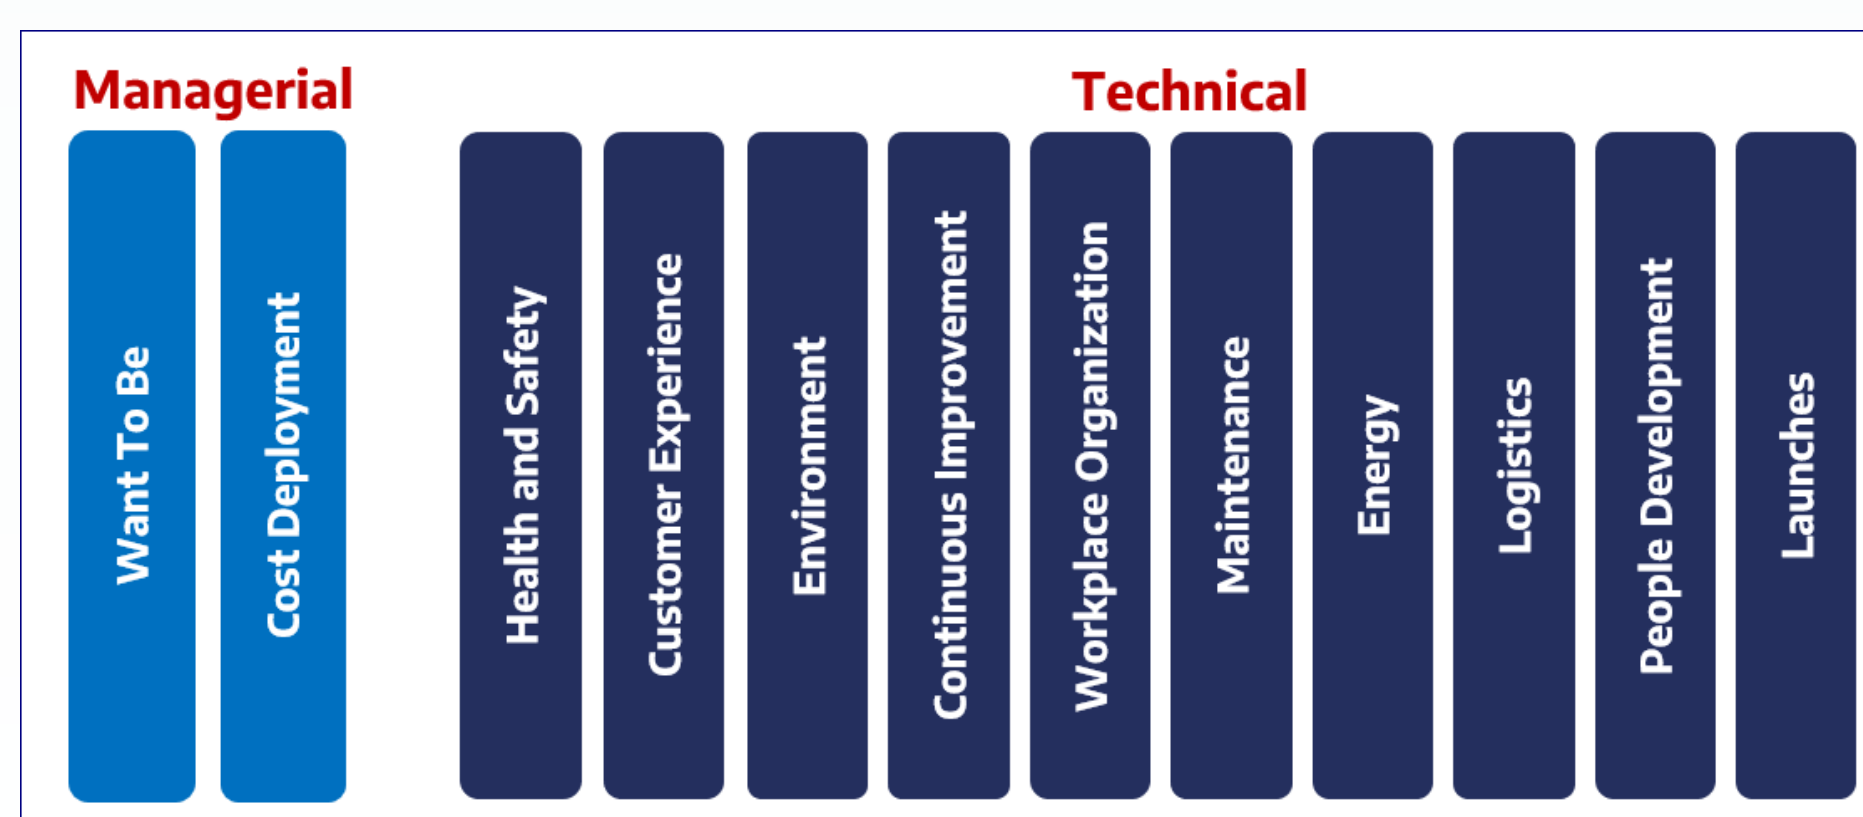 Managerial
Technical
Want To Be
Cost Deployment
Health and Safety
Customer Experience
Environment
Continuous Improvement
Workplace Organization
Maintenance
Energy
Logistics
People Development
Launches